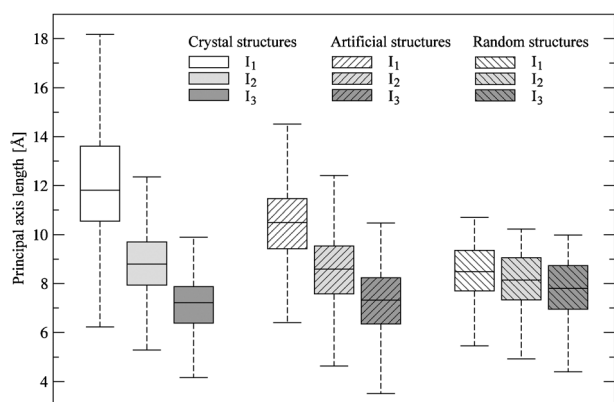 Crystal structures Artificial structures Random structures
I₁ I₁ I₁
I₂ I₂ I₂
I₃ I₃ I₃
Principal axis length [Å]
18
16
14
12
10
8
6
4